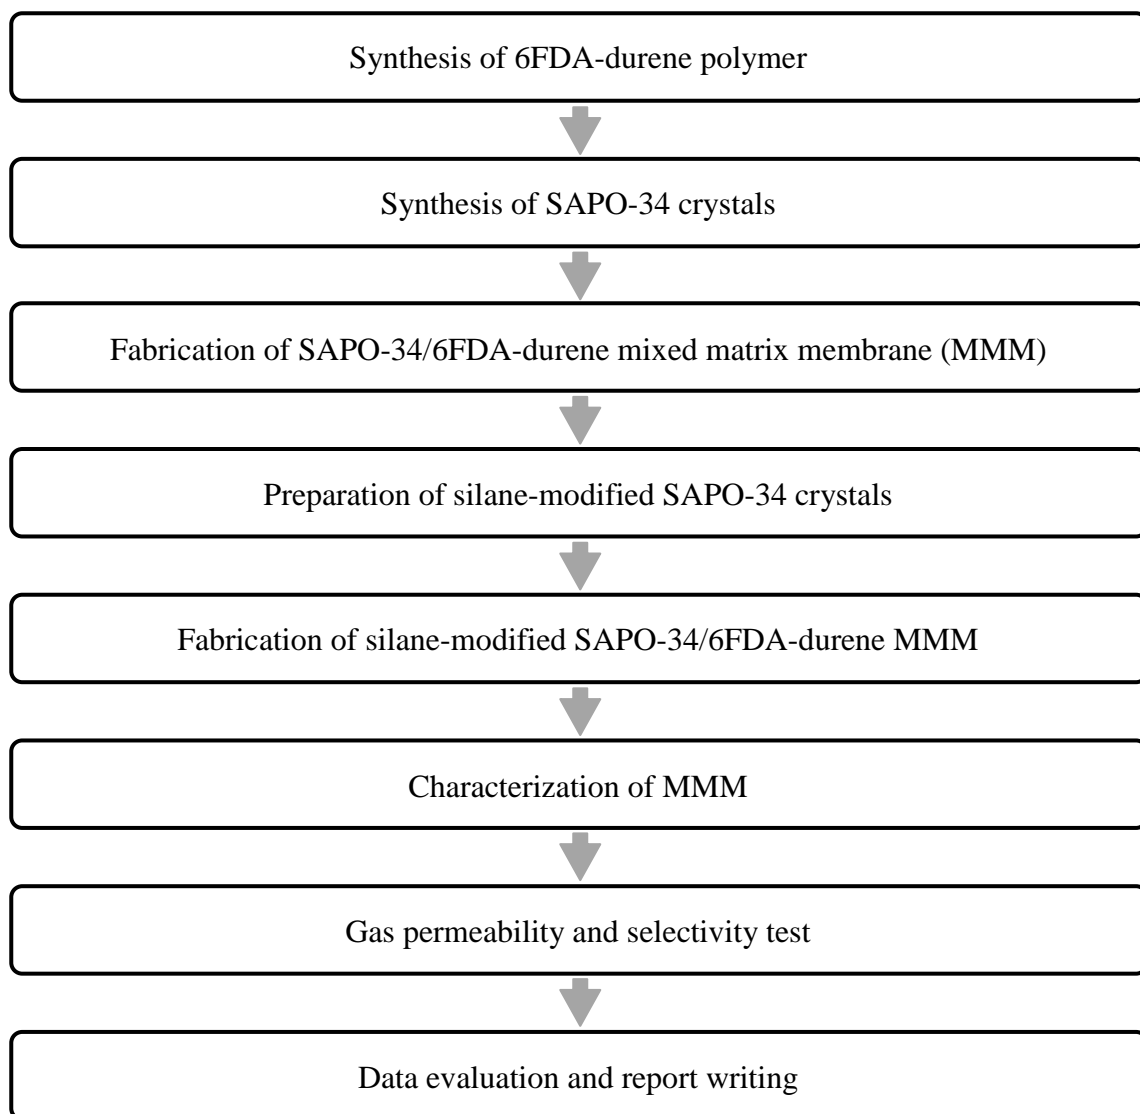 Synthesis of 6FDA-durene polymer
Synthesis of SAPO-34 crystals
Fabrication of SAPO-34/6FDA-durene mixed matrix membrane (MMM)
Preparation of silane-modified SAPO-34 crystals
Fabrication of silane-modified SAPO-34/6FDA-durene MMM
Characterization of MMM
Gas permeability and selectivity test
Data evaluation and report writing